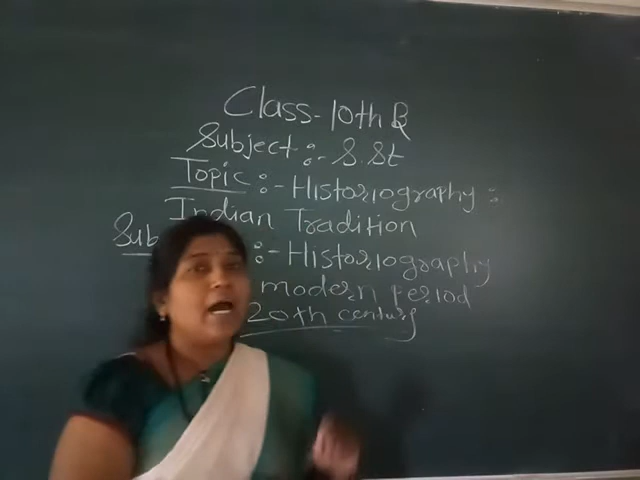 Class-10th B
Subject :- S.St
Topic :- Historiography :
Indian Tradition
Sub :- Historiography
modern period
20th century